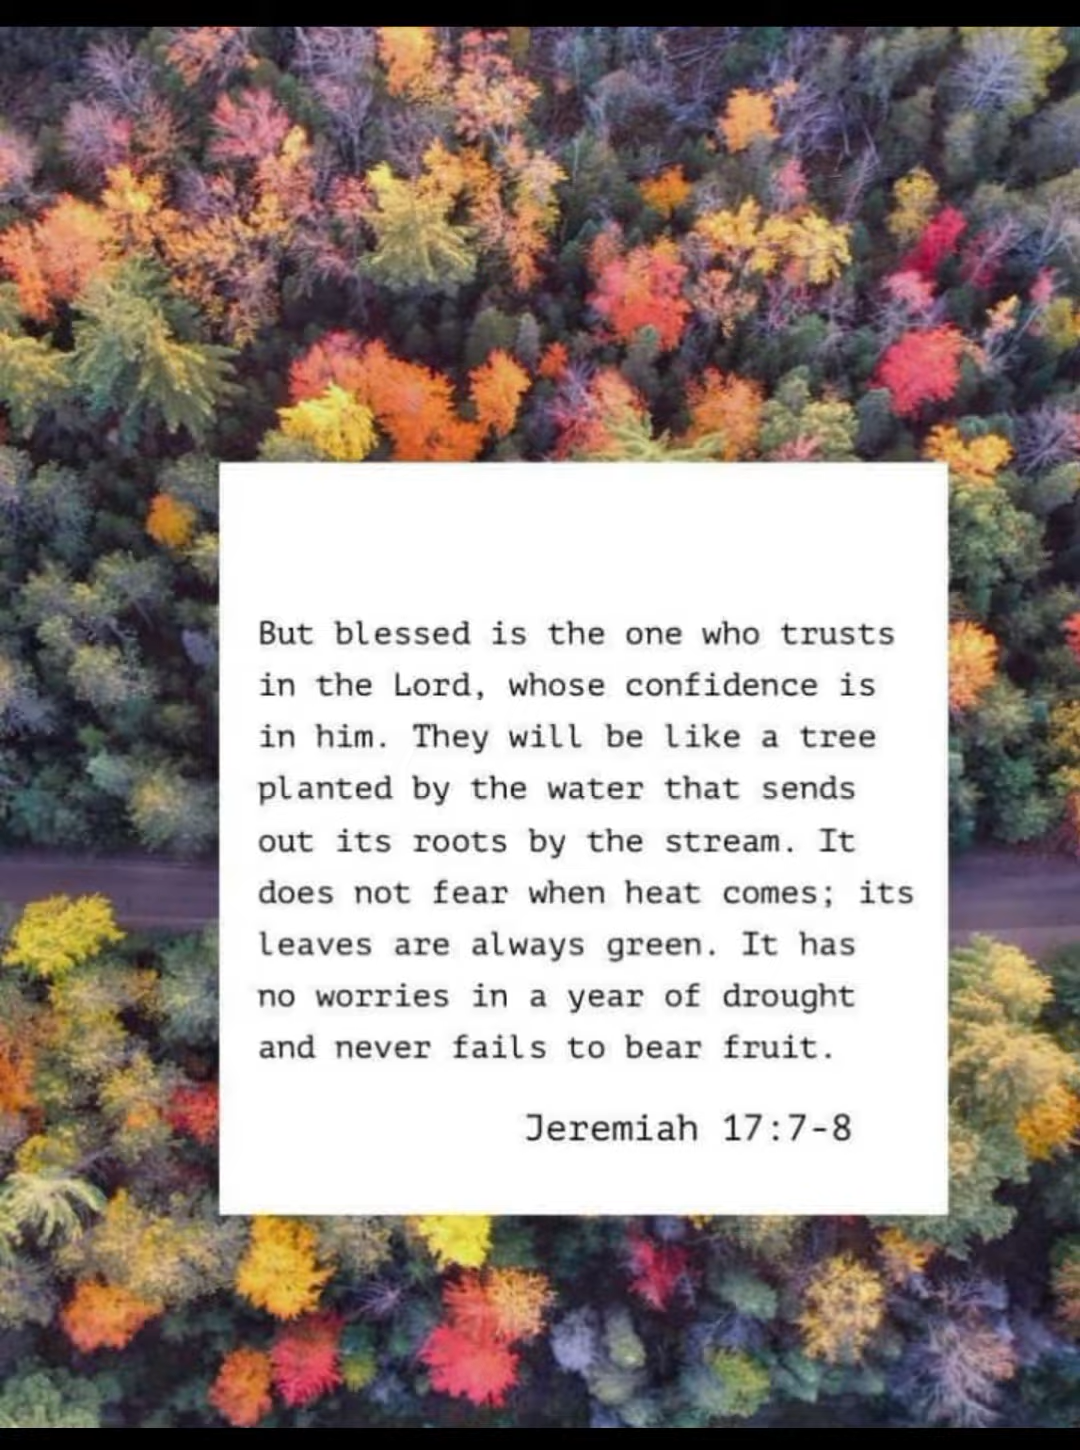 But blessed is the one who trusts
in the Lord, whose confidence is
in him. They will be like a tree
planted by the water that sends
out its roots by the stream. It
does not fear when heat comes; its
leaves are always green. It has
no worries in a year of drought
and never fails to bear fruit.
Jeremiah 17:7-8